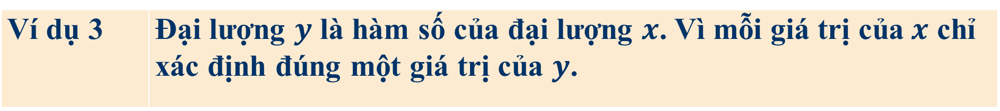 Ví dụ 3 Đại lượng y là hàm số của đại lượng x. Vì mỗi giá trị của x chỉ
xác định đúng một giá trị của y.